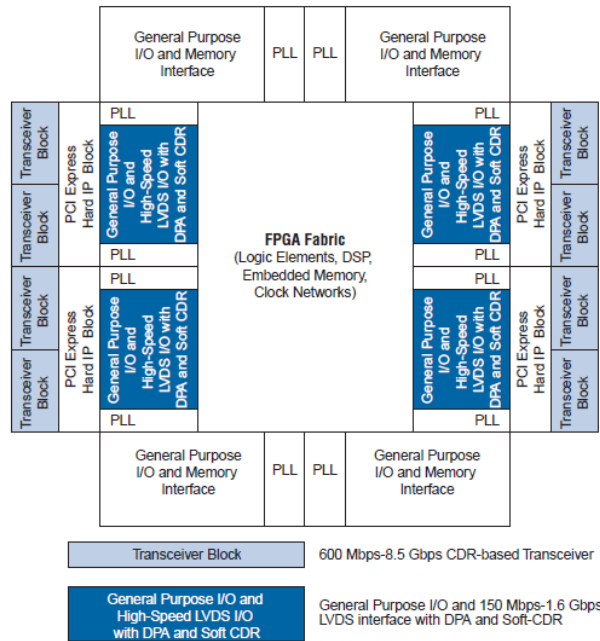 General Purpose
I/O and Memory
Interface
PLL
PLL
General Purpose
I/O and Memory
Interface
Transceiver
Block
Transceiver
Block
PCI Express
Hard IP Block
PLL
General Purpose
I/O and
High-Speed
LVDS I/O with
DPA and Soft CDR
PLL
Transceiver
Block
Transceiver
Block
PCI Express
Hard IP Block
PLL
General Purpose
I/O and
High-Speed
LVDS I/O with
DPA and Soft CDR
PLL
FPGA Fabric
(Logic Elements, DSP,
Embedded Memory,
Clock Networks)
PLL
General Purpose
I/O and
High-Speed
LVDS I/O with
DPA and Soft CDR
PLL
PCI Express
Hard IP Block
Transceiver
Block
Transceiver
Block
PLL
General Purpose
I/O and
High-Speed
LVDS I/O with
DPA and Soft CDR
PLL
PCI Express
Hard IP Block
Transceiver
Block
Transceiver
Block
General Purpose
I/O and Memory
Interface
PLL
PLL
General Purpose
I/O and Memory
Interface
Transceiver Block
600 Mbps-8.5 Gbps CDR-based Transceiver
General Purpose I/O and
High-Speed LVDS I/O
with DPA and Soft CDR
General Purpose I/O and 150 Mbps-1.6 Gbps
LVDS interface with DPA and Soft-CDR